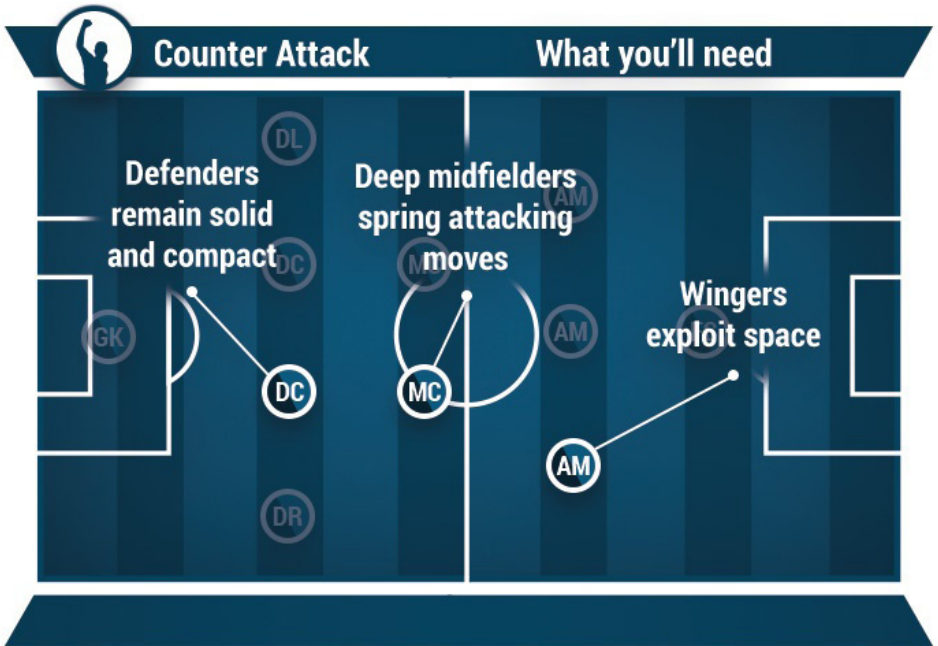 Counter Attack
What you'll need
DL
Defenders
remain solid
and compact
Deep midfielders
spring attacking
moves
AM
DC
Wingers
exploit space
GK
AM
DC
MC
AM
DR